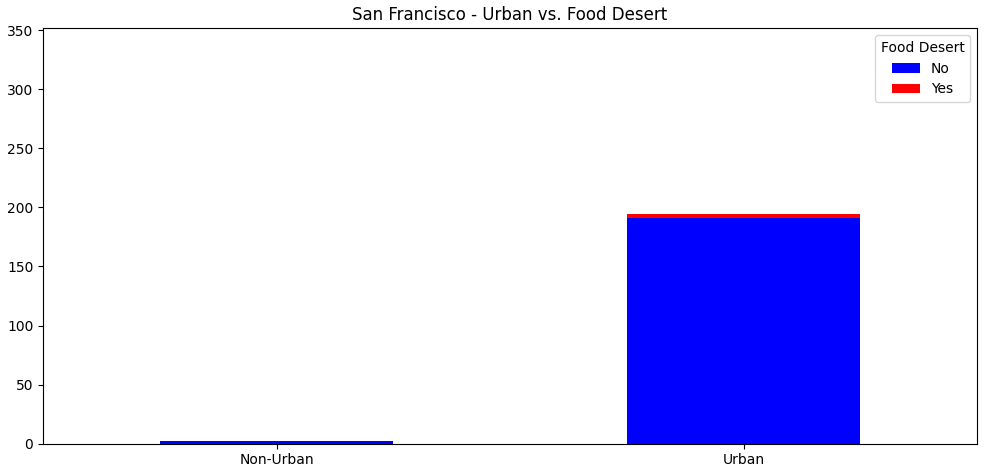 San Francisco - Urban vs. Food Desert
350
300
250
200
150
100
50
0
Food Desert
No
Yes
Non-Urban
Urban